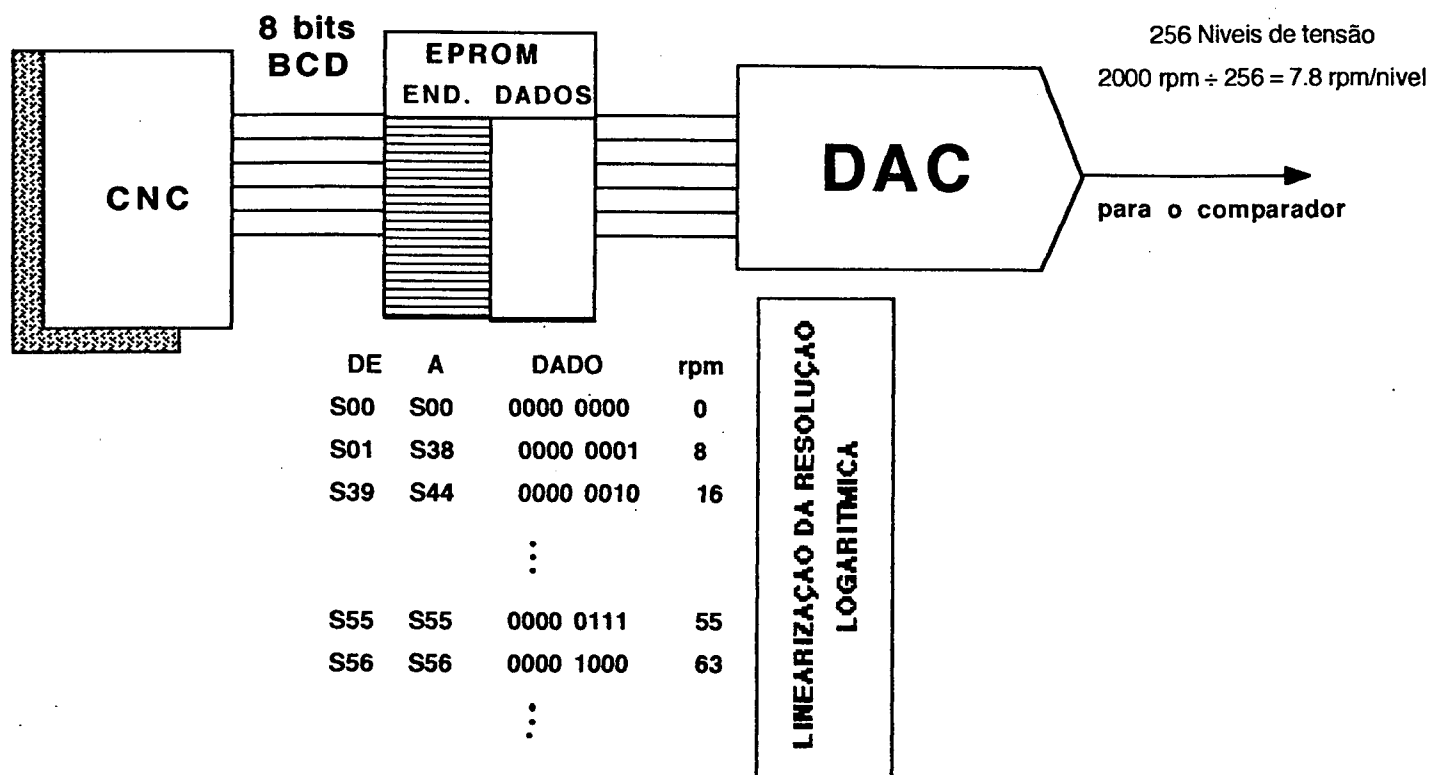 8 bits
BCD
EPROM
END. DADOS
CNC
DAC
256 Niveis de tensão
2000 rpm ÷ 256 = 7.8 rpm/nivel
para o comparador
DE A DADO rpm
S00 S00 0000 0000 0
S01 S38 0000 0001 8
S39 S44 0000 0010 16
⋮
S55 S55 0000 0111 55
S56 S56 0000 1000 63
⋮
LINEARIZAÇAO DA RESOLUÇAO
LOGARITMICA